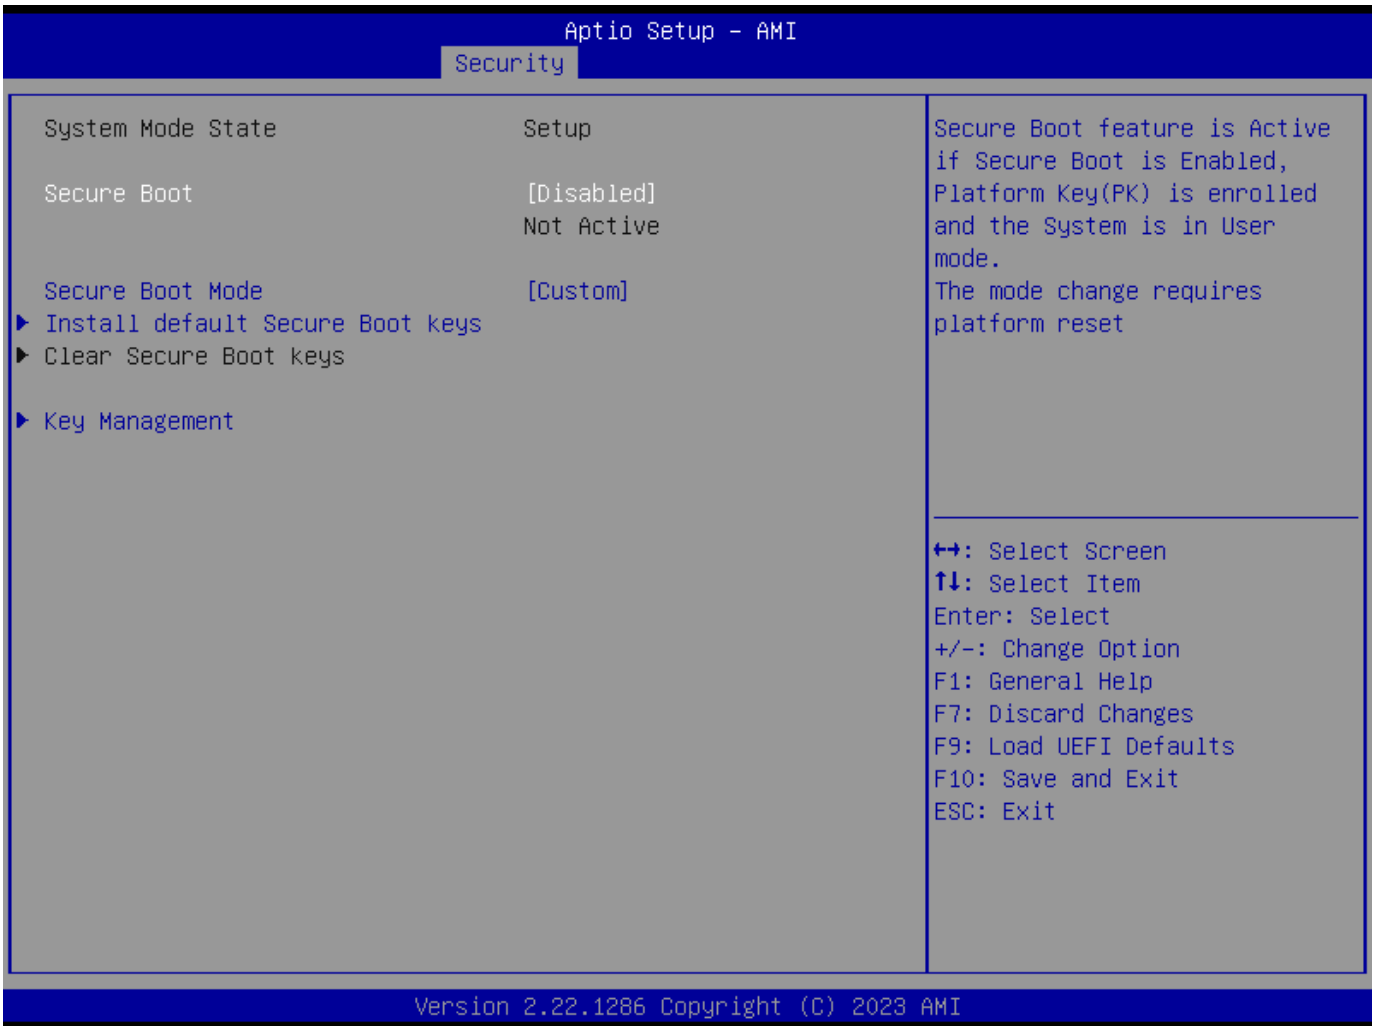 Aptio Setup – AMI
Security
System Mode State Setup
Secure Boot [Disabled]
Not Active
Secure Boot Mode [Custom]
Install default Secure Boot keys
Clear Secure Boot keys
Key Management
Secure Boot feature is Active
if Secure Boot is Enabled,
Platform Key(PK) is enrolled
and the System is in User
mode.
The mode change requires
platform reset
↔: Select Screen
↑↓: Select Item
Enter: Select
+/-: Change Option
F1: General Help
F7: Discard Changes
F9: Load UEFI Defaults
F10: Save and Exit
ESC: Exit
Version 2.22.1286 Copyright (C) 2023 AMI